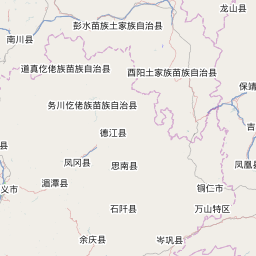 龙山县
彭水苗族土家族自治县
南川县
道真仡佬族苗族自治县
酉阳土家族苗族自治县
保靖
务川仡佬族苗族自治县
吉
德江县
凤冈县
思南县
凤凰县
湄潭县
义市
铜仁市
石阡县
万山特区
余庆县
岑巩县